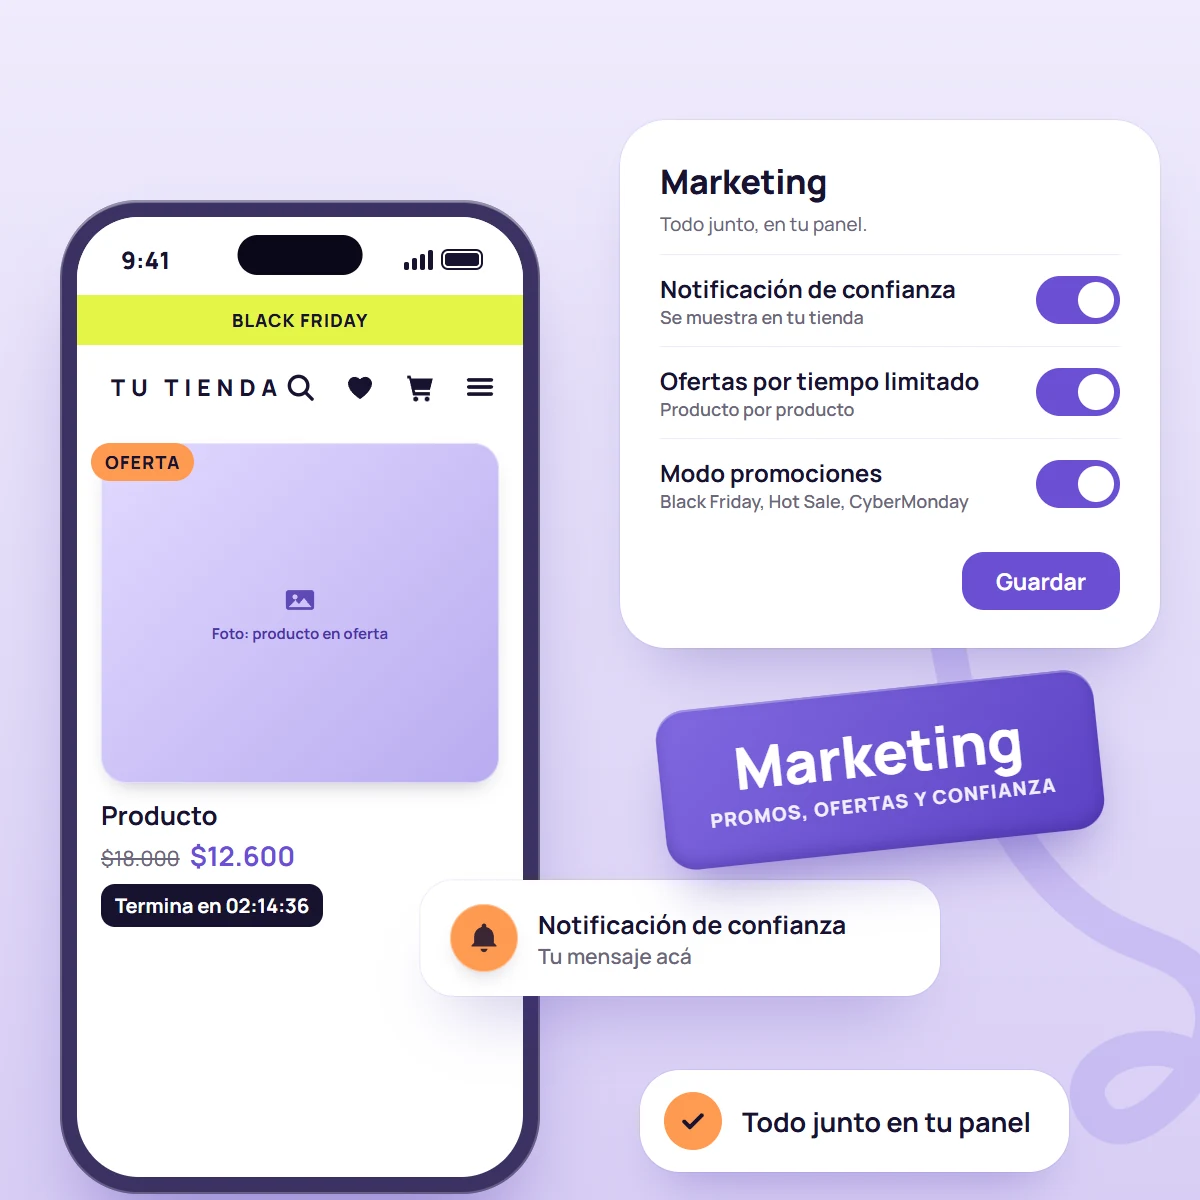 9:41
BLACK FRIDAY
TU TIENDA
OFERTA
Foto: producto en oferta
Producto
$18.000 $12.600
Termina en 02:14:36
Marketing
Todo junto, en tu panel.
Notificación de confianza
Se muestra en tu tienda
Ofertas por tiempo limitado
Producto por producto
Modo promociones
Black Friday, Hot Sale, CyberMonday
Guardar
Marketing
PROMOS, OFERTAS Y CONFIANZA
Notificación de confianza
Tu mensaje acá
Todo junto en tu panel